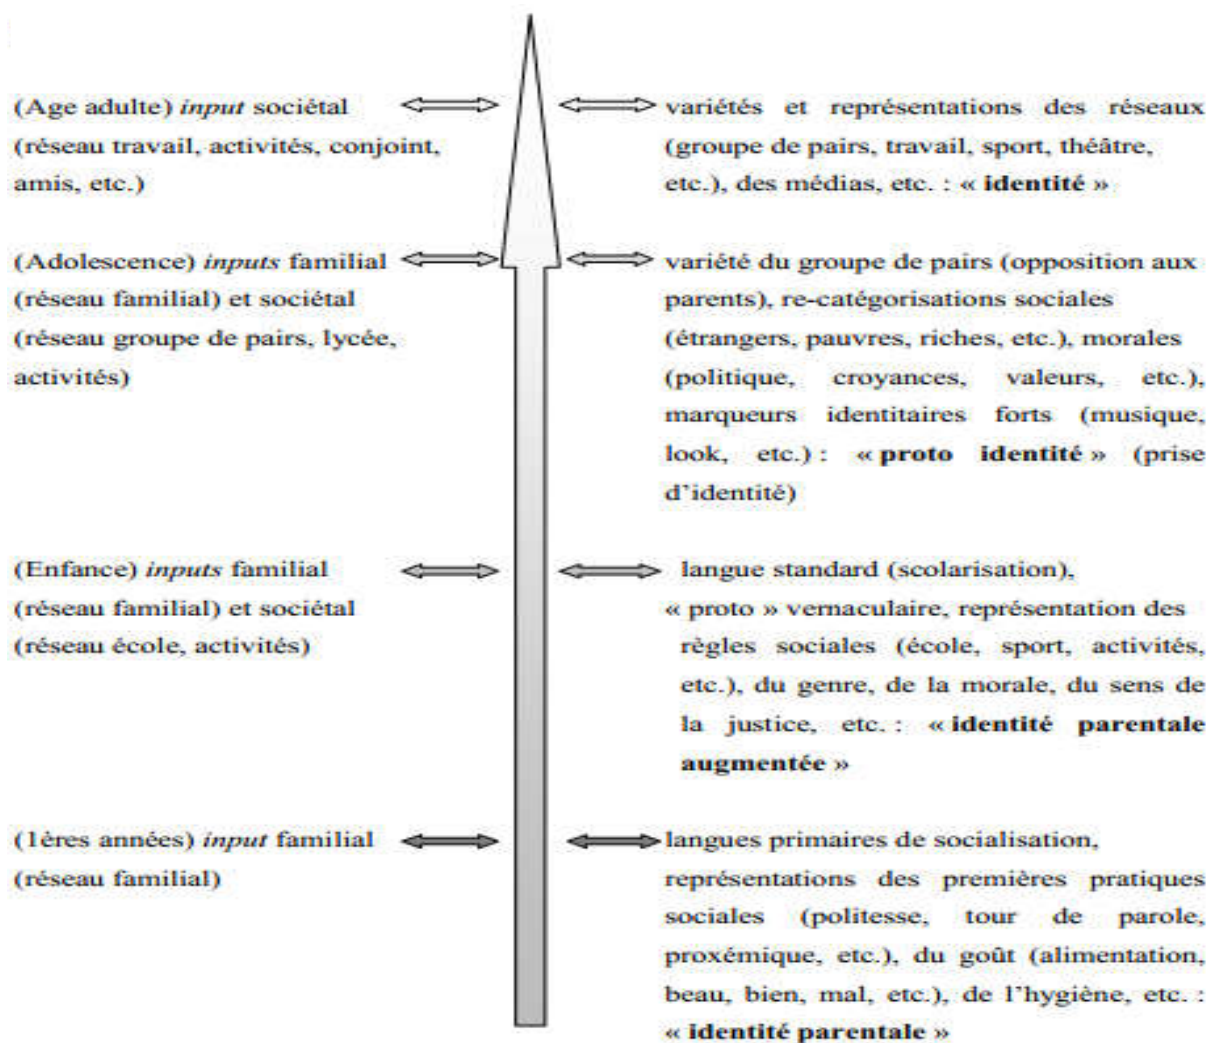 (Age adulte) input sociétal
(réseau travail, activités, conjoint,
amis, etc.)
variétés et représentations des réseaux
(groupe de pairs, travail, sport, théâtre,
etc.), des médias, etc. : « identité »
(Adolescence) inputs familial
(réseau familial) et sociétal
(réseau groupe de pairs, lycée,
activités)
variété du groupe de pairs (opposition aux
parents), re-catégorisations sociales
(étrangers, pauvres, riches, etc.), morales
(politique, croyances, valeurs, etc.),
marqueurs identitaires forts (musique,
look, etc.) : « proto identité » (prise
d’identité)
(Enfance) inputs familial
(réseau familial) et sociétal
(réseau école, activités)
langue standard (scolarisation),
« proto » vernaculaire, représentation des
règles sociales (école, sport, activités,
etc.), du genre, de la morale, du sens de
la justice, etc. : « identité parentale
augmentée »
(1ères années) input familial
(réseau familial)
langues primaires de socialisation,
représentations des premières pratiques
sociales (politesse, tour de parole,
proxémique, etc.), du goût (alimentation,
beau, bien, mal, etc.), de l’hygiène, etc. :
« identité parentale »